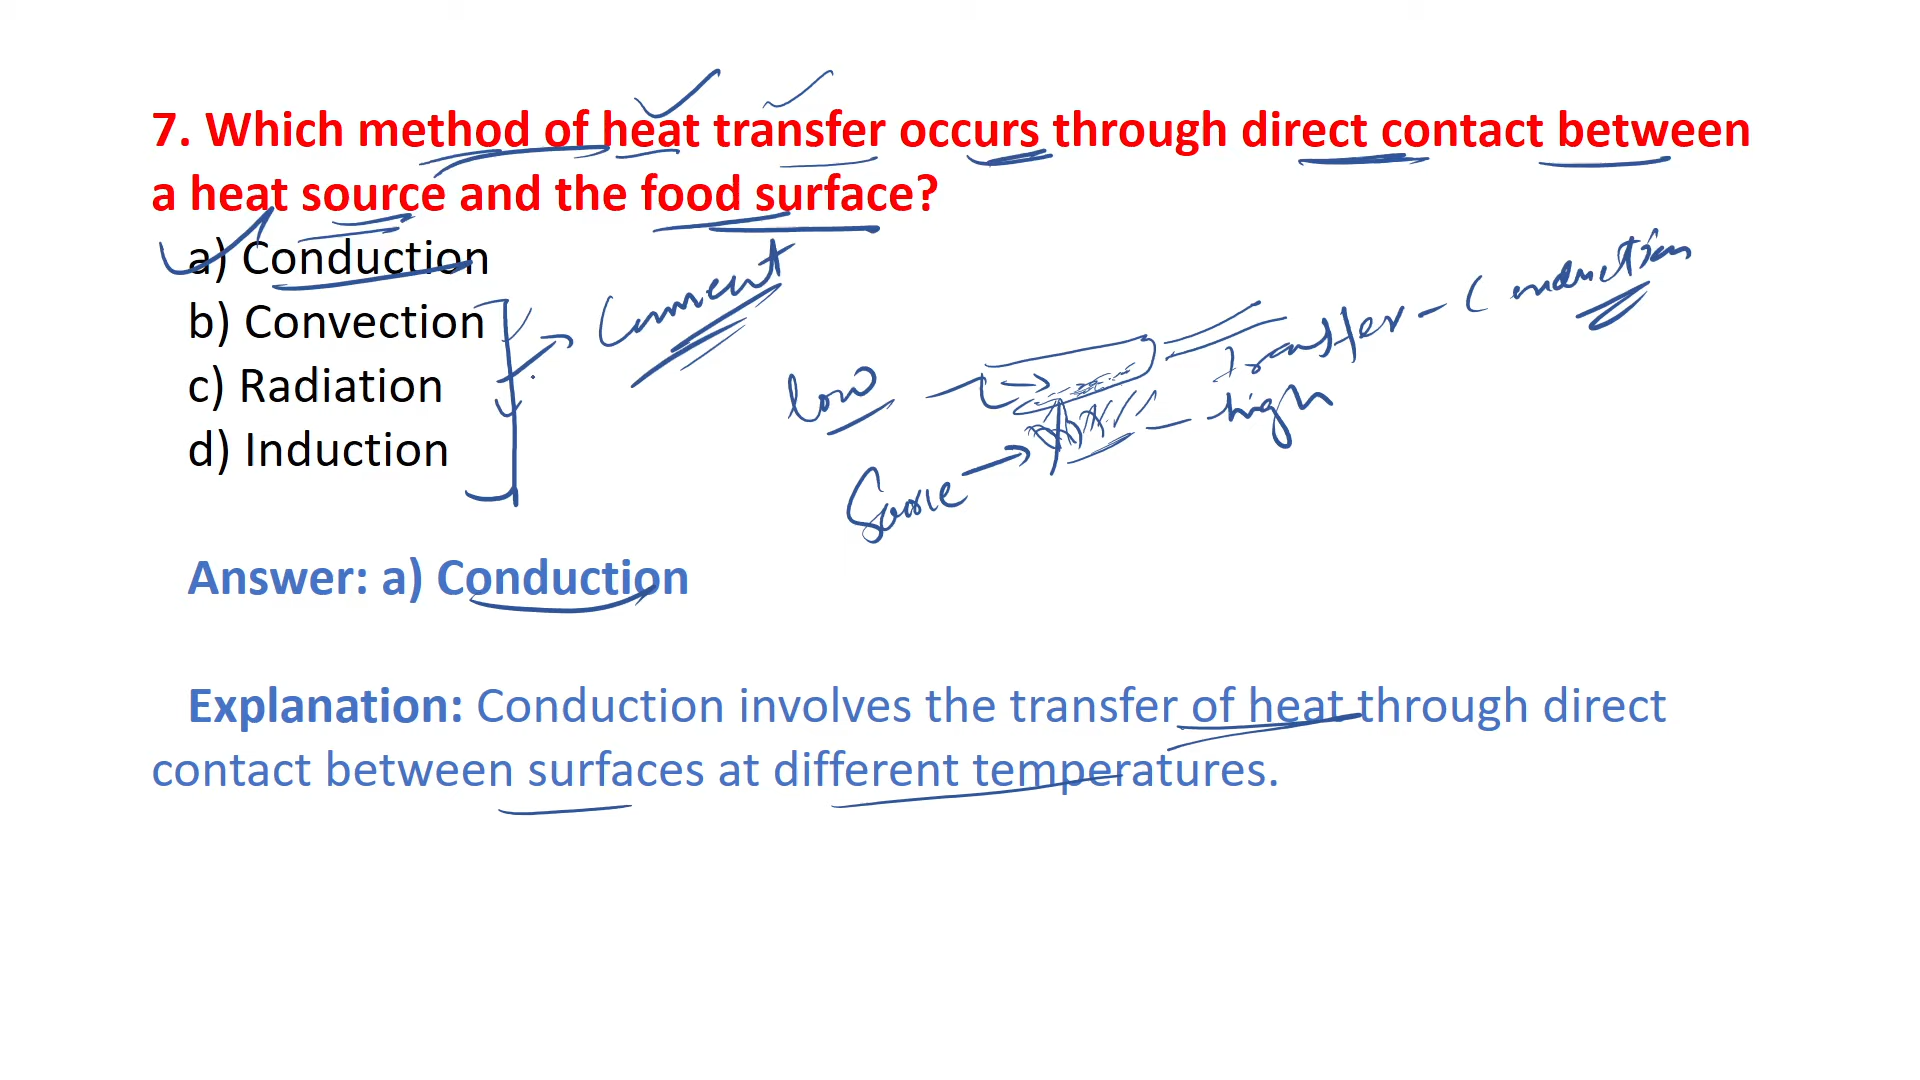 7. Which method of heat transfer occurs through direct contact between
a heat source and the food surface?
a) Conduction
b) Convection
c) Radiation
d) Induction
Comment
low
Transfer - Conduction
high
Source
Answer: a) Conduction
Explanation: Conduction involves the transfer of heat through direct
contact between surfaces at different temperatures.